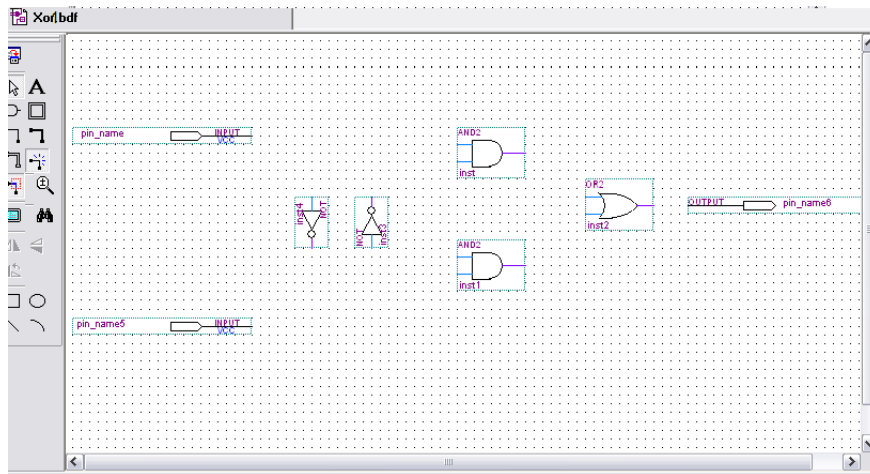 Xor1.bdf
A
pin_name
INPUT
VCC
AND2
inst
OR2
inst2
inst4
NOT
NOT
inst3
OUTPUT
pin_name6
AND2
inst1
pin_name5
INPUT
VCC